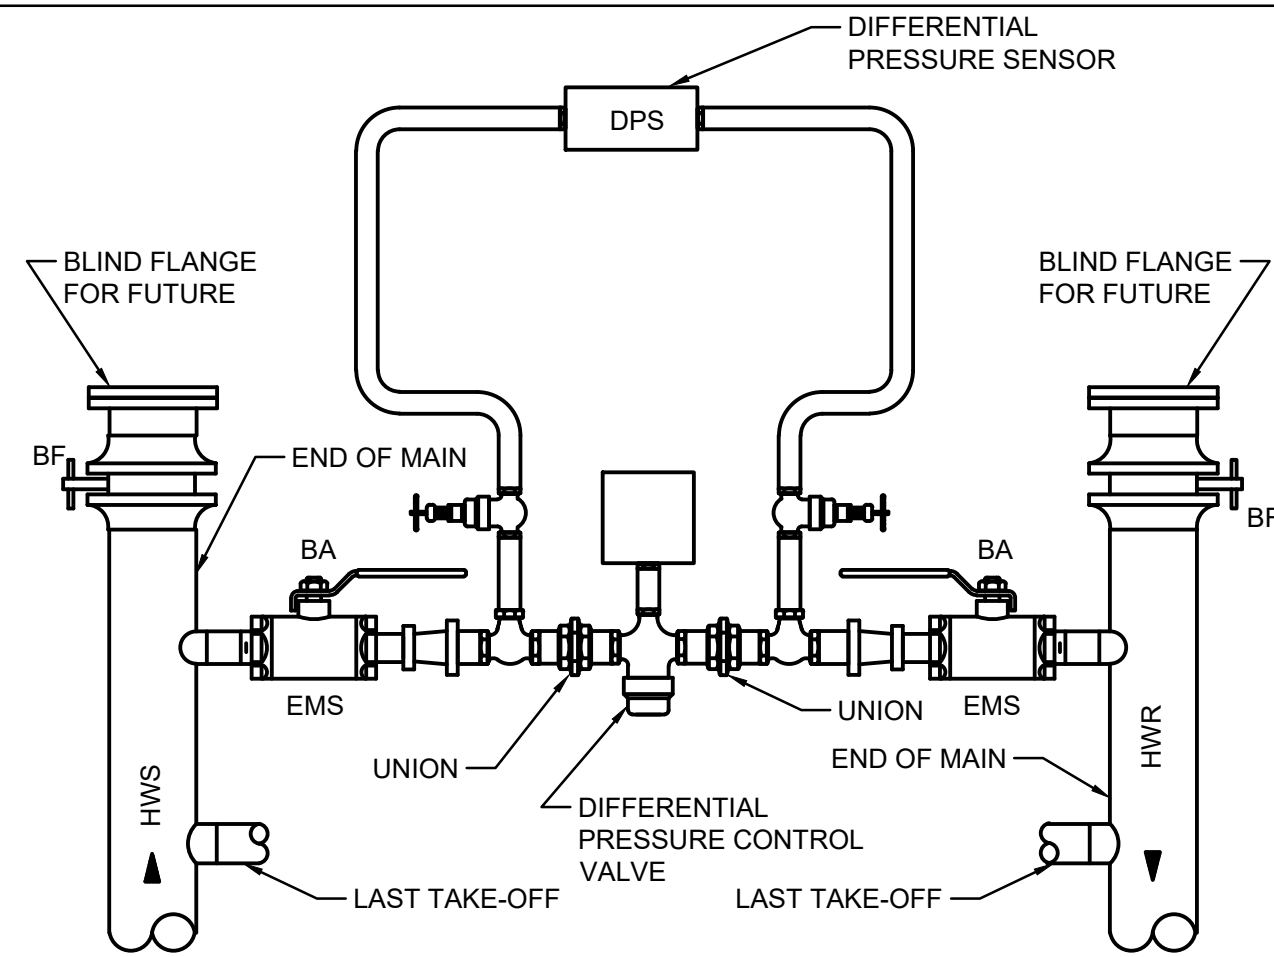 DIFFERENTIAL
PRESSURE SENSOR
DPS
BLIND FLANGE
FOR FUTURE
BLIND FLANGE
FOR FUTURE
BF
END OF MAIN
BF
BA
BA
EMS
EMS
UNION
UNION
HWS
HWR
END OF MAIN
DIFFERENTIAL
PRESSURE CONTROL
VALVE
LAST TAKE-OFF
LAST TAKE-OFF